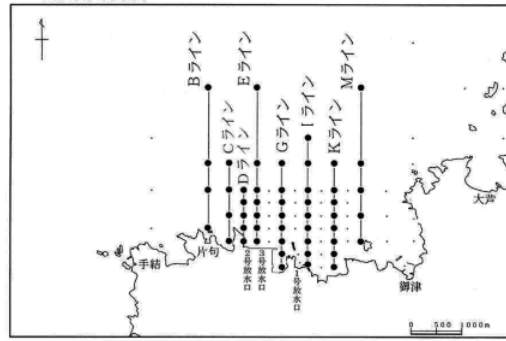 Bライン
Cライン
Dライン
Eライン
Gライン
Iライン
Kライン
Mライン
大芦
手結
片句
2号放水口
3号放水口
1号放水口
御津
0 500 1000m